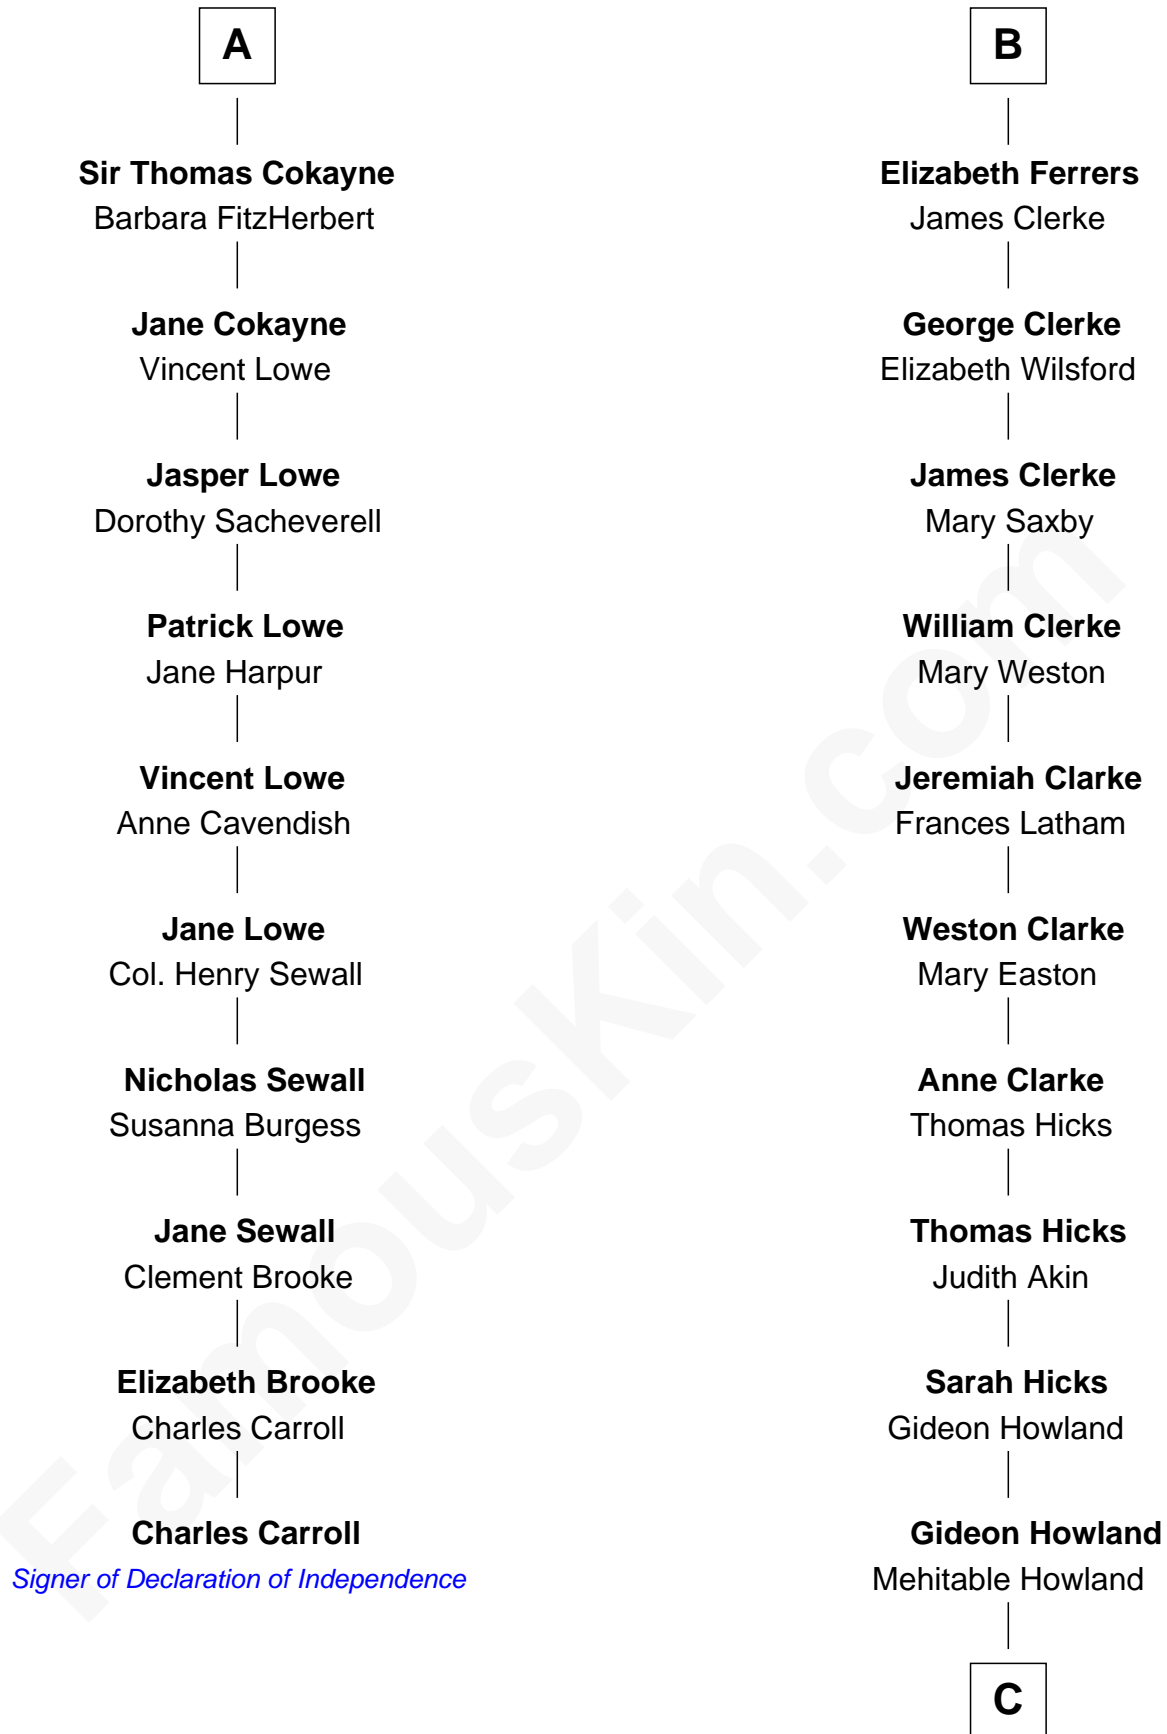 A
Sir Thomas Cokayne
Barbara FitzHerbert
Jane Cokayne
Vincent Lowe
Jasper Lowe
Dorothy Sacheverell
Patrick Lowe
Jane Harpur
Vincent Lowe
Anne Cavendish
Jane Lowe
Col. Henry Sewall
Nicholas Sewall
Susanna Burgess
Jane Sewall
Clement Brooke
Elizabeth Brooke
Charles Carroll
Charles Carroll
Signer of Declaration of Independence
B
Elizabeth Ferrers
James Clerke
George Clerke
Elizabeth Wilsford
James Clerke
Mary Saxby
William Clerke
Mary Weston
Jeremiah Clarke
Frances Latham
Weston Clarke
Mary Easton
Anne Clarke
Thomas Hicks
Thomas Hicks
Judith Akin
Sarah Hicks
Gideon Howland
Gideon Howland
Mehitable Howland
C
FamousKin.com